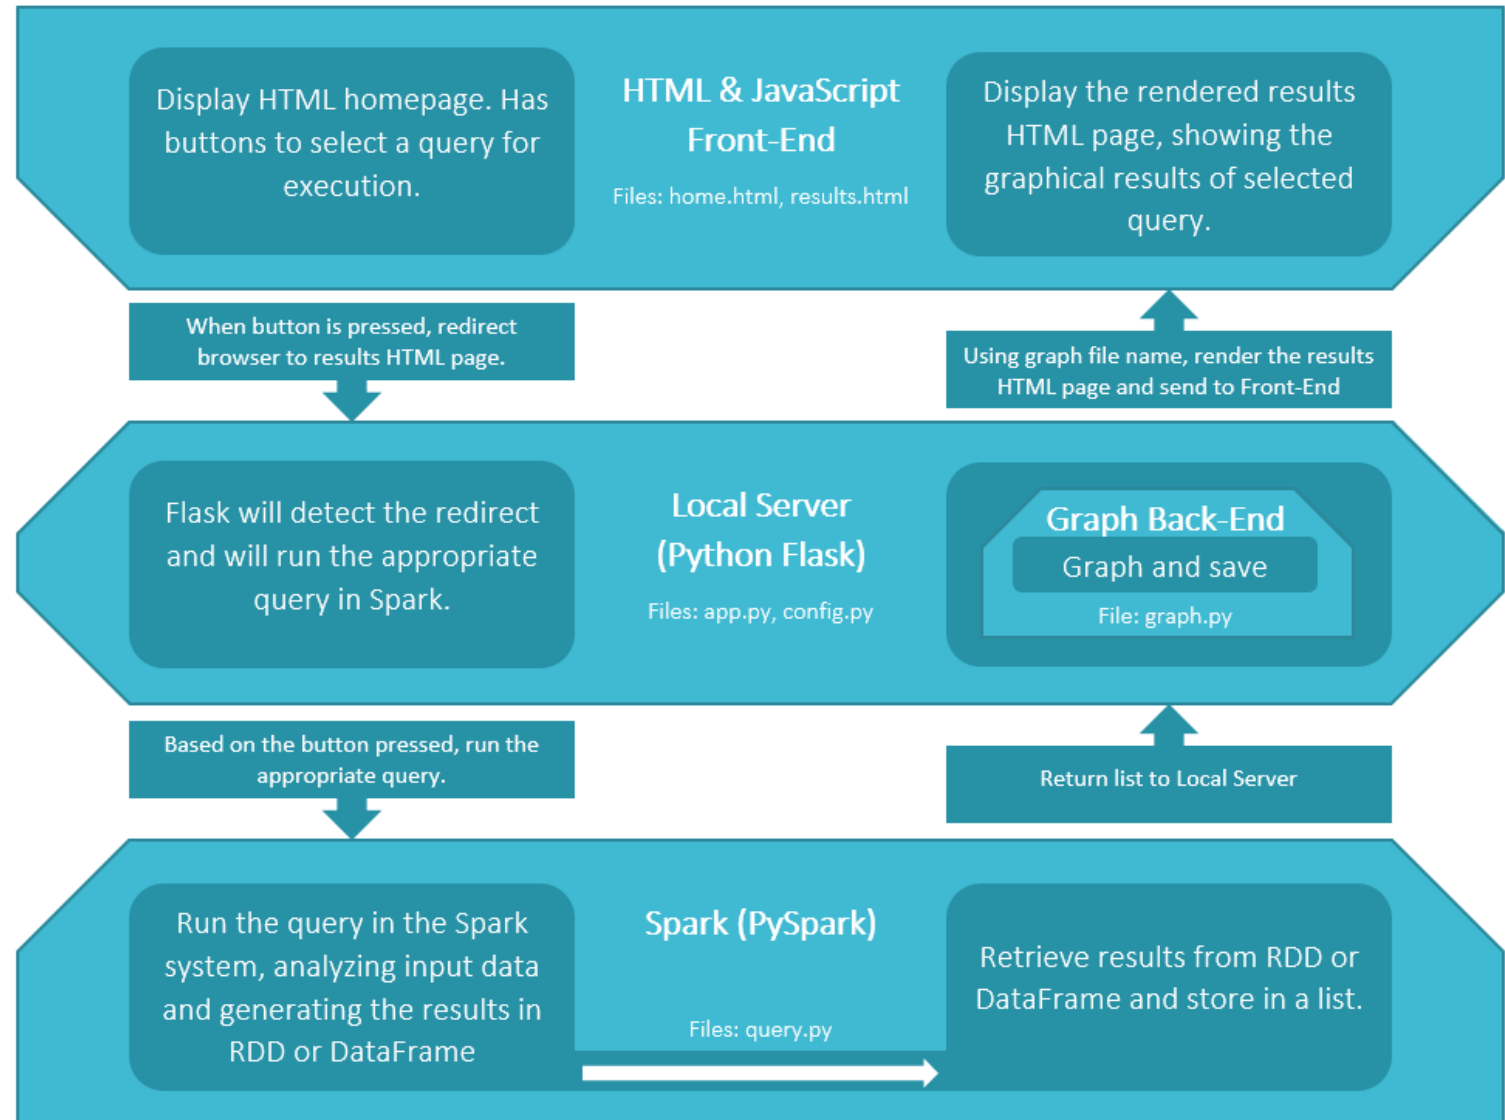 Display HTML homepage. Has
buttons to select a query for
execution.
HTML & JavaScript
Front-End
Files: home.html, results.html
Display the rendered results
HTML page, showing the
graphical results of selected
query.
When button is pressed, redirect
browser to results HTML page.
Using graph file name, render the results
HTML page and send to Front-End
Flask will detect the redirect
and will run the appropriate
query in Spark.
Local Server
(Python Flask)
Files: app.py, config.py
Graph Back-End
Graph and save
File: graph.py
Based on the button pressed, run the
appropriate query.
Return list to Local Server
Run the query in the Spark
system, analyzing input data
and generating the results in
RDD or DataFrame
Spark (PySpark)
Files: query.py
Retrieve results from RDD or
DataFrame and store in a list.